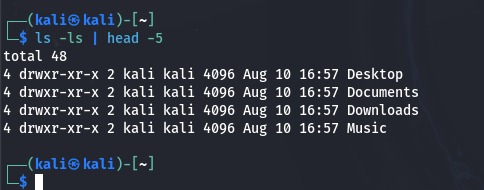 ┌──(kali㉿kali)-[~]
└─$ ls -ls | head -5
total 48
4 drwxr-xr-x 2 kali kali 4096 Aug 10 16:57 Desktop
4 drwxr-xr-x 2 kali kali 4096 Aug 10 16:57 Documents
4 drwxr-xr-x 2 kali kali 4096 Aug 10 16:57 Downloads
4 drwxr-xr-x 2 kali kali 4096 Aug 10 16:57 Music
┌──(kali㉿kali)-[~]
└─$